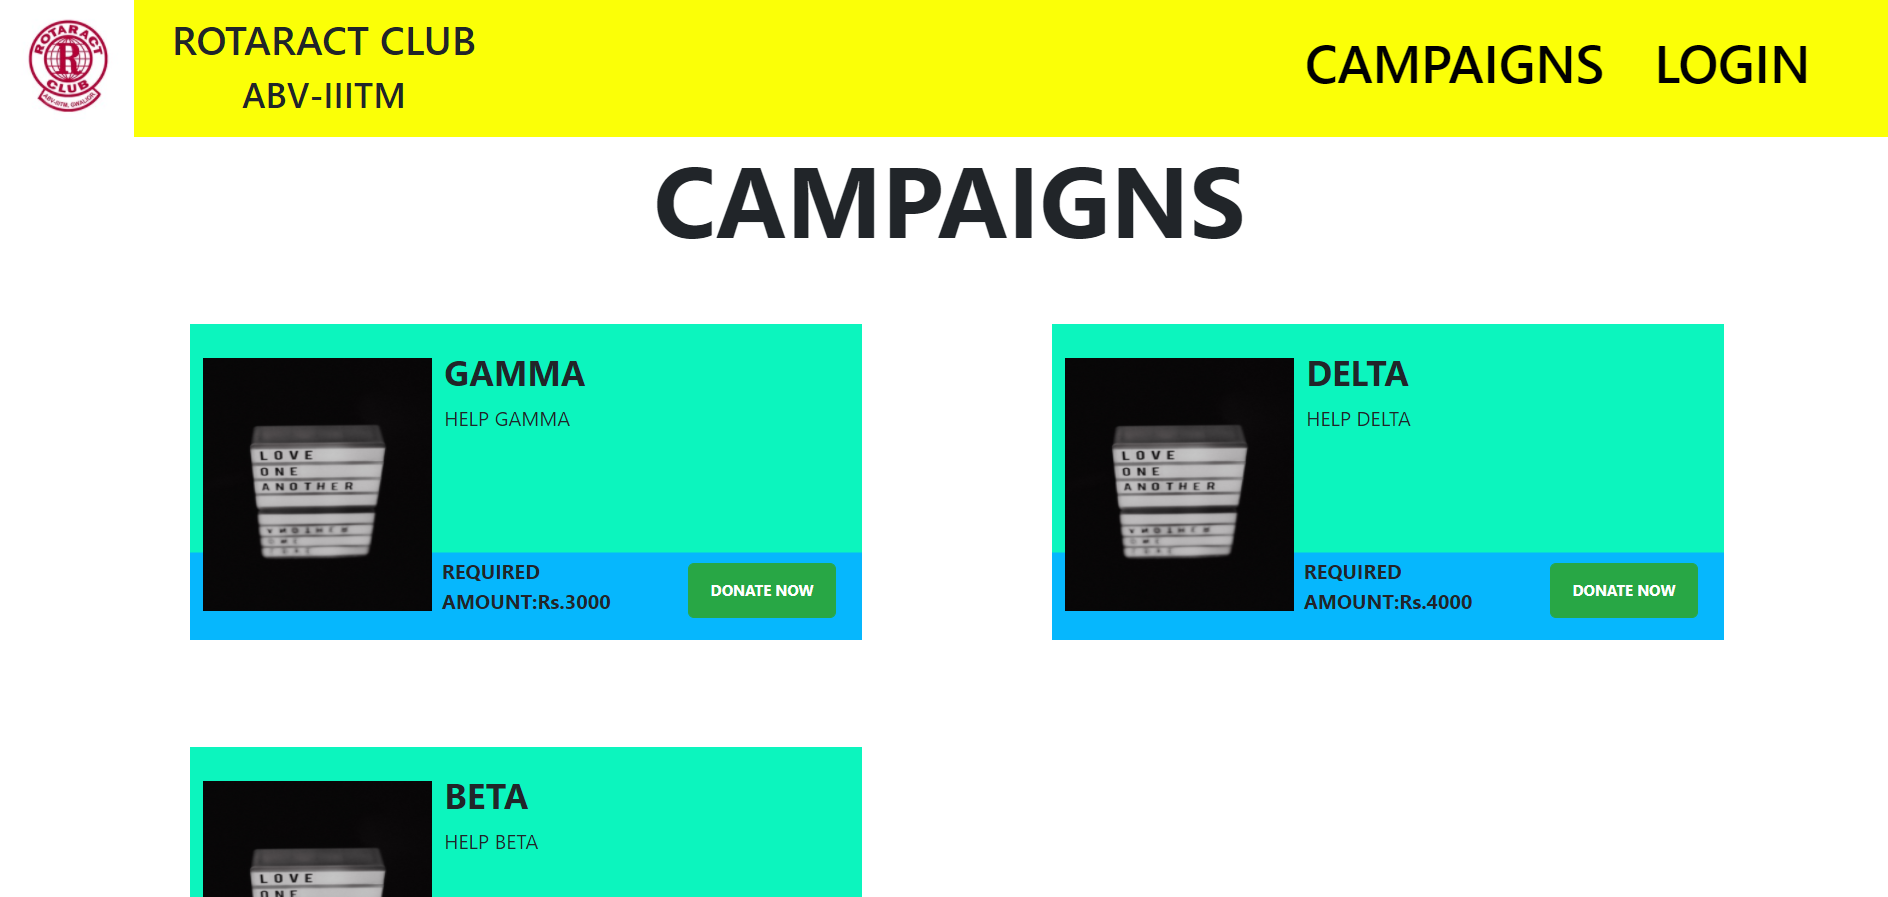 ROTARACT
R
CLUB
ABV-IIITM, GWALIOR
ROTARACT CLUB
ABV-IIITM
CAMPAIGNS
LOGIN
CAMPAIGNS
LOVE
ONE
ANOTHER
GAMMA
HELP GAMMA
REQUIRED
AMOUNT:Rs.3000
DONATE NOW
LOVE
ONE
ANOTHER
DELTA
HELP DELTA
REQUIRED
AMOUNT:Rs.4000
DONATE NOW
LOVE
ONE
BETA
HELP BETA